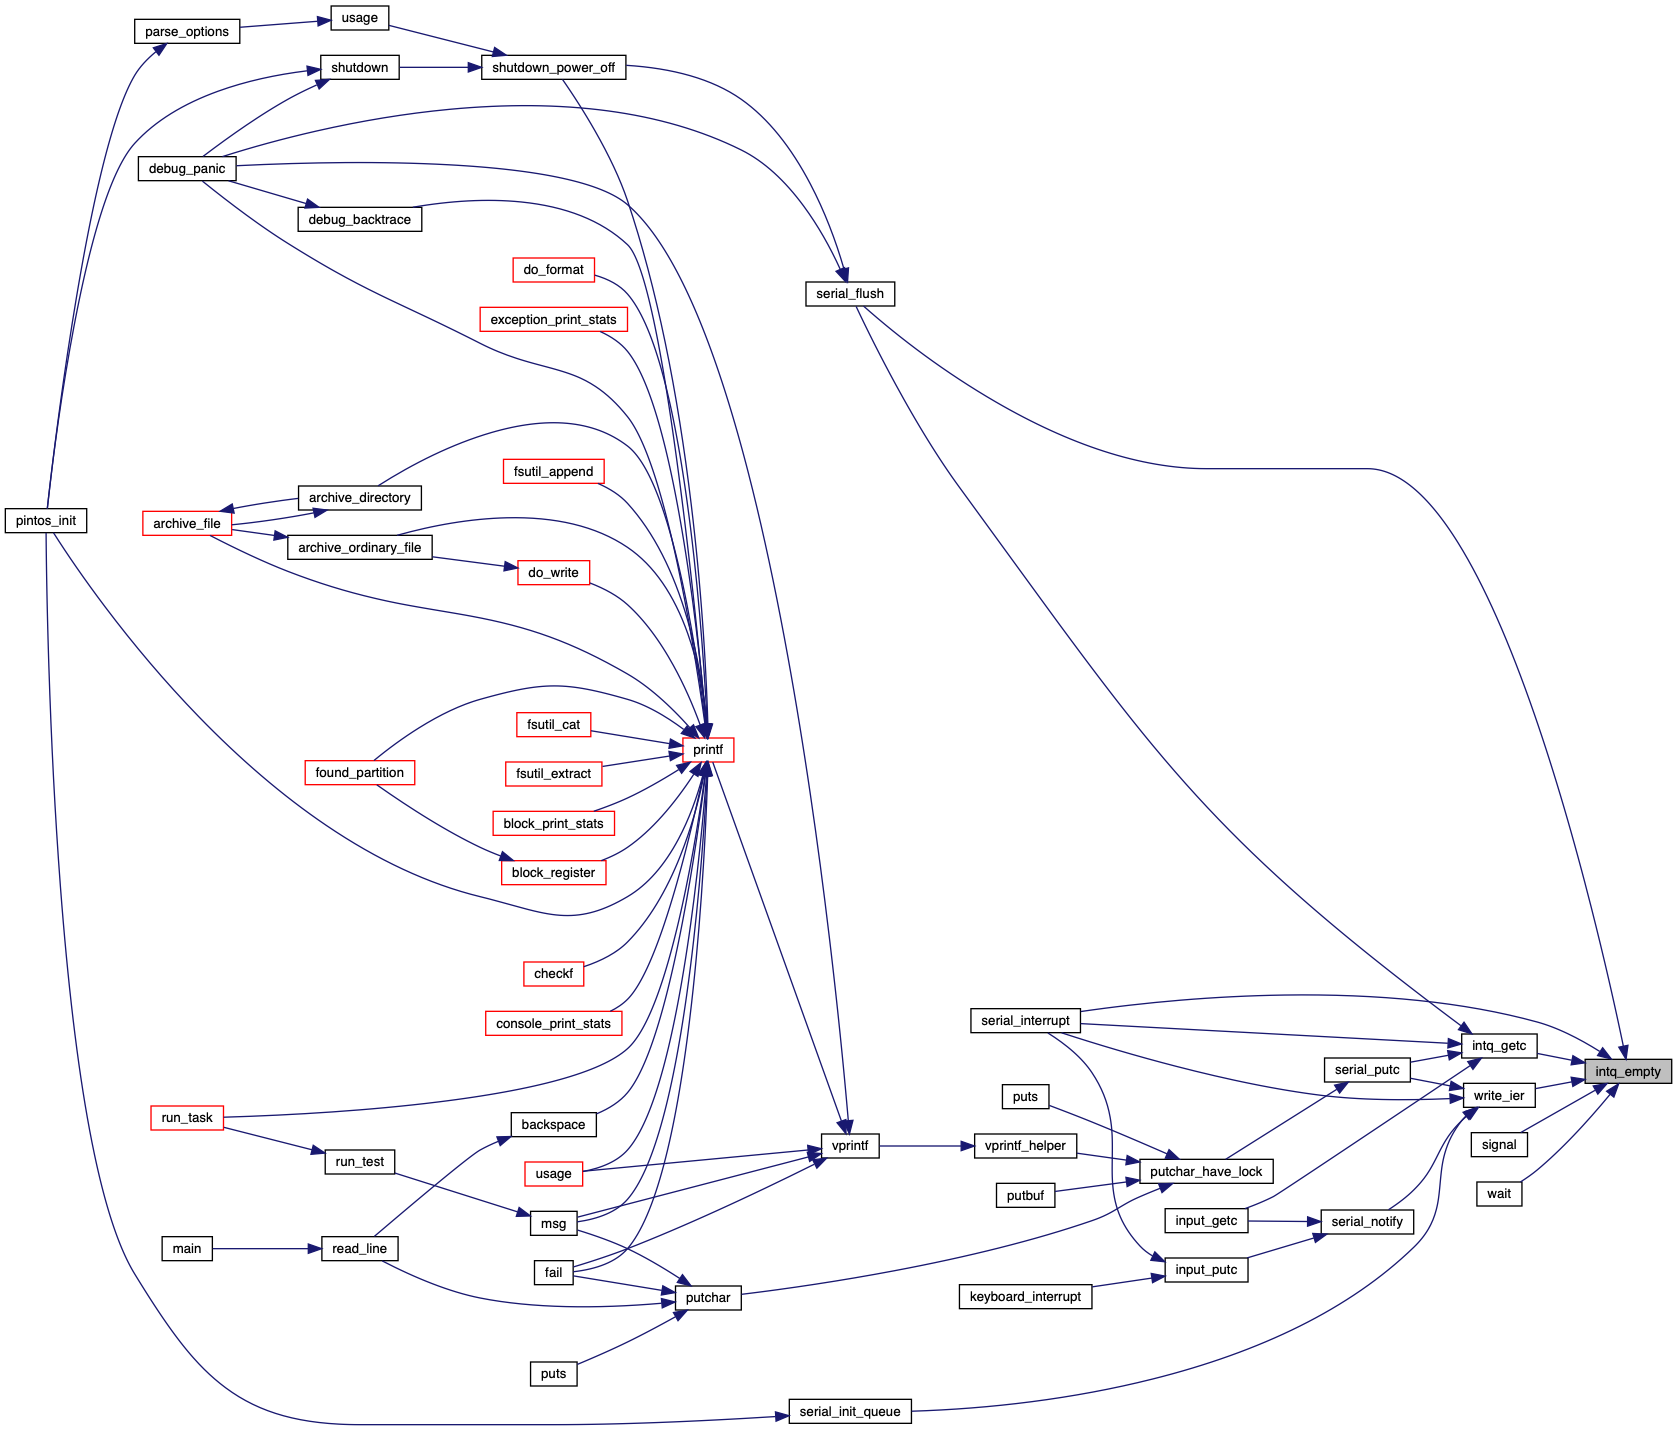 usage
parse_options
shutdown
shutdown_power_off
debug_panic
debug_backtrace
do_format
serial_flush
exception_print_stats
fsutil_append
archive_directory
pintos_init
archive_file
archive_ordinary_file
do_write
fsutil_cat
printf
found_partition
fsutil_extract
block_print_stats
block_register
checkf
console_print_stats
serial_interrupt
intq_getc
serial_putc
intq_empty
puts
write_ier
run_task
backspace
signal
vprintf
vprintf_helper
run_test
usage
putchar_have_lock
putbuf
wait
msg
input_getc
serial_notify
main
read_line
fail
input_putc
putchar
keyboard_interrupt
puts
serial_init_queue